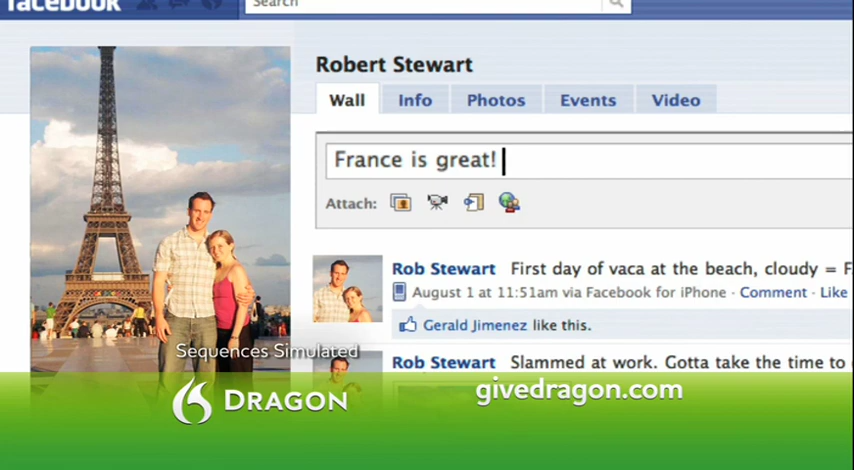 facebook Search
Robert Stewart
Wall Info Photos Events Video
France is great!
Attach:
Rob Stewart First day of vaca at the beach, cloudy =
August 1 at 11:51am via Facebook for iPhone · Comment · Like
Gerald Jimenez like this.
Sequences Simulated
Rob Stewart Slammed at work. Gotta take the time to
DRAGON
givedragon.com